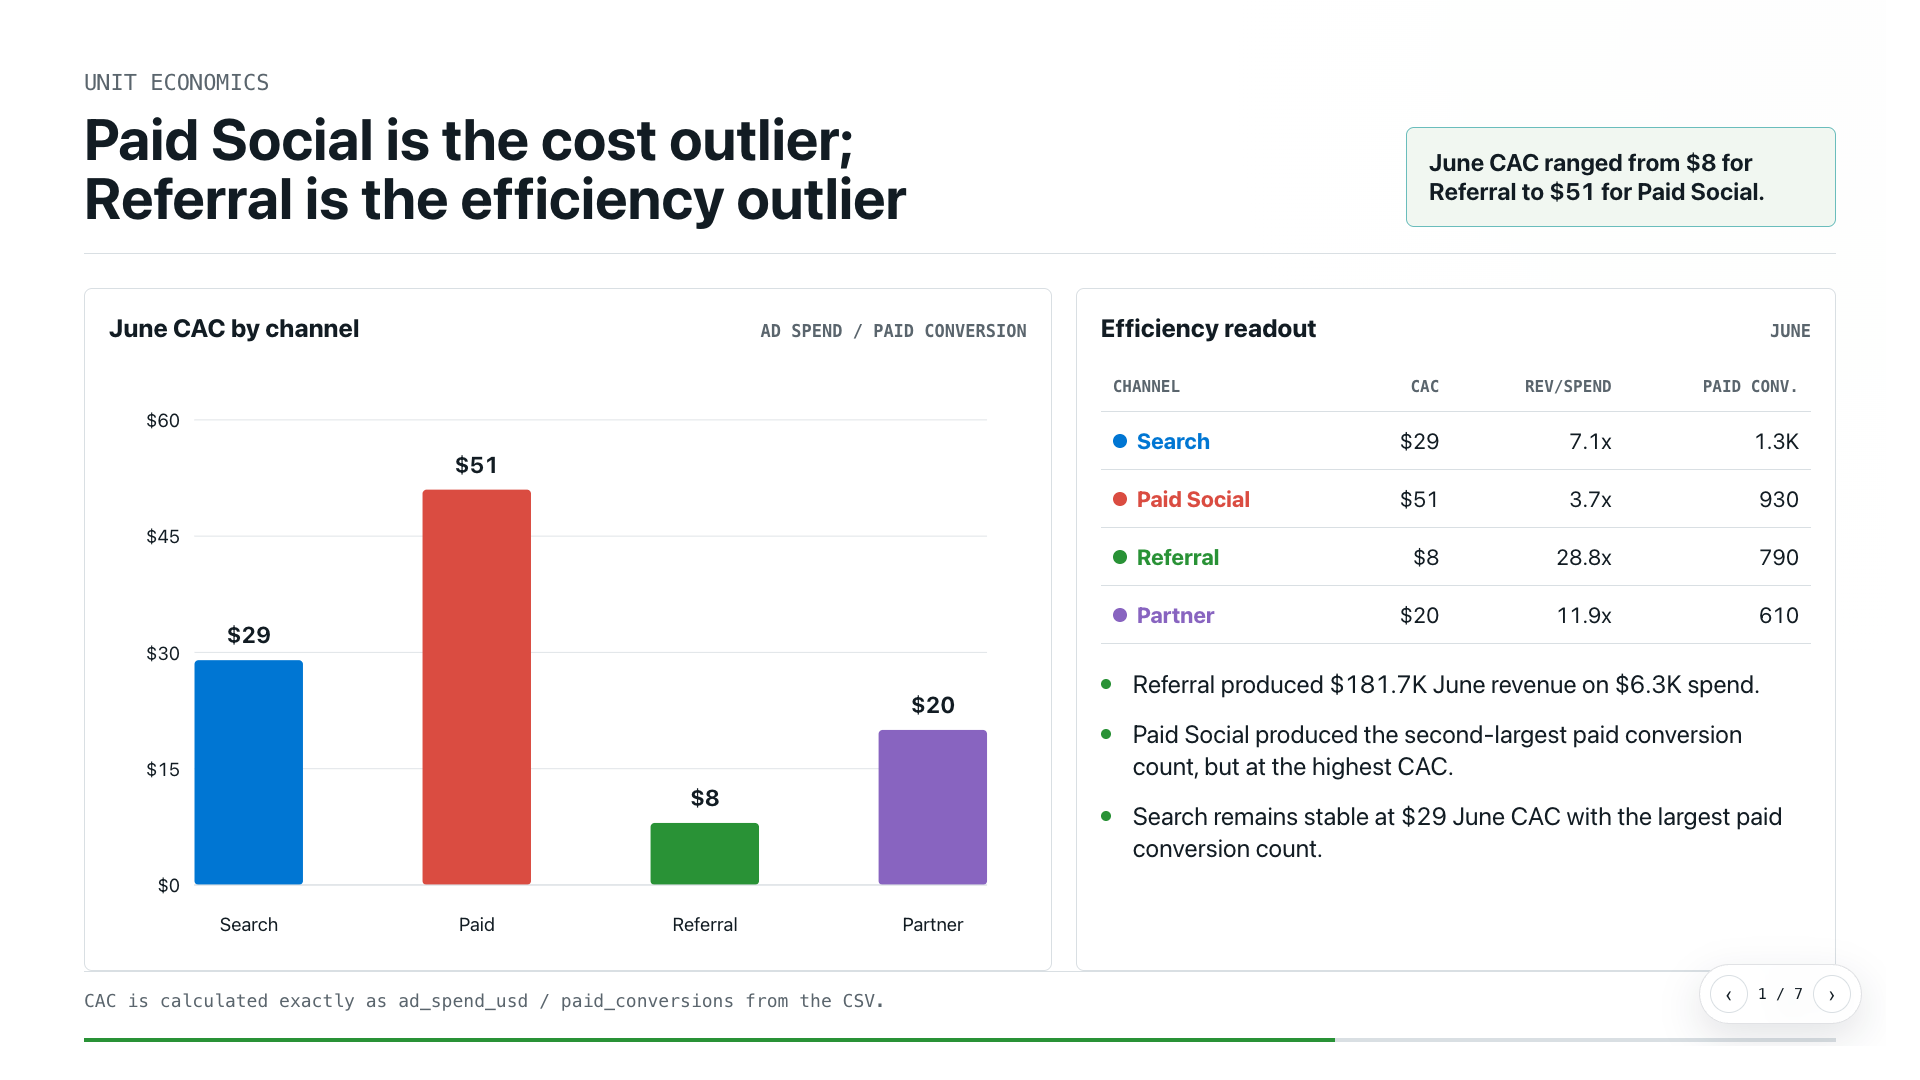 UNIT ECONOMICS
Paid Social is the cost outlier;
Referral is the efficiency outlier
June CAC ranged from $8 for
Referral to $51 for Paid Social.
June CAC by channel
AD SPEND / PAID CONVERSION
$60
$45
$30
$15
$0
$29
$51
$8
$20
Search
Paid
Referral
Partner
Efficiency readout
JUNE
CHANNEL CAC REV/SPEND PAID CONV.
Search $29 7.1x 1.3K
Paid Social $51 3.7x 930
Referral $8 28.8x 790
Partner $20 11.9x 610
Referral produced $181.7K June revenue on $6.3K spend.
Paid Social produced the second-largest paid conversion
count, but at the highest CAC.
Search remains stable at $29 June CAC with the largest paid
conversion count.
CAC is calculated exactly as ad_spend_usd / paid_conversions from the CSV.
‹ 1 / 7 ›